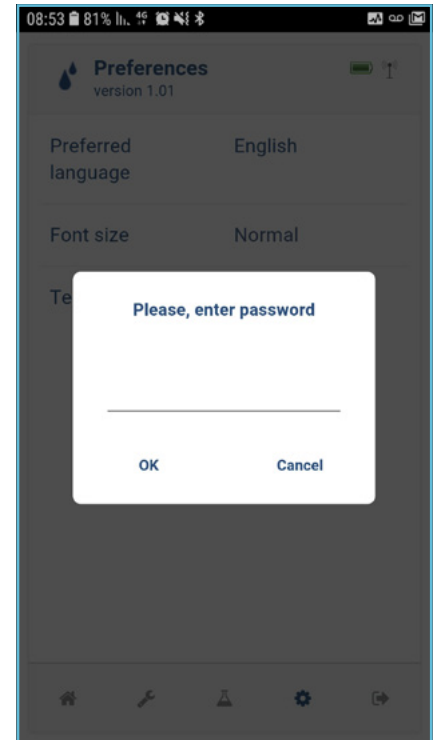 08:53 81% 4G
Preferences
version 1.01
Preferred English
language
Font size Normal
Te
Please, enter password
OK Cancel